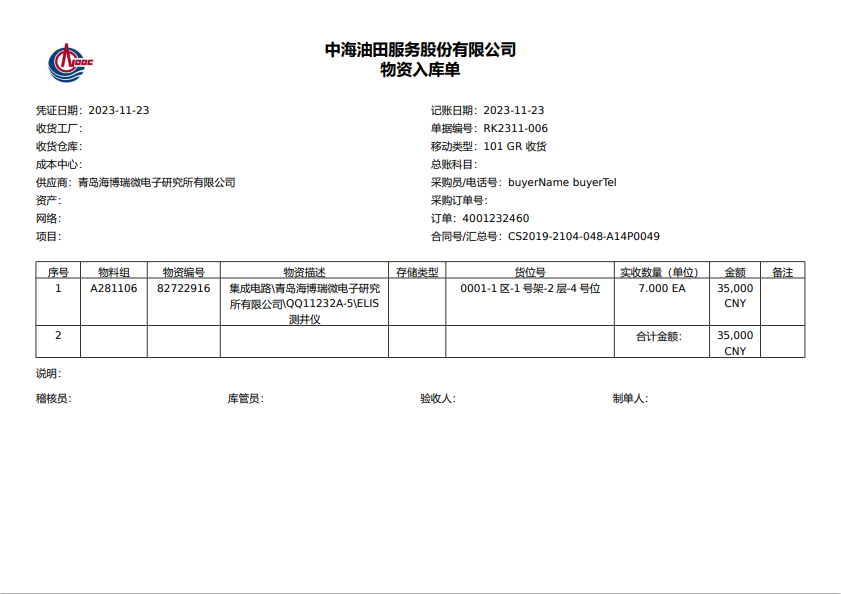 中海油田服务股份有限公司
物资入库单
OOC
凭证日期：2023-11-23
记账日期：2023-11-23
收货工厂：
单据编号：RK2311-006
收货仓库：
移动类型：101 GR 收货
成本中心：
总账科目：
供应商：青岛海博瑞微电子研究所有限公司
采购员/电话号：buyerName buyerTel
资产：
采购订单号：
网络：
订单：4001232460
项目：
合同号/汇总号：CS2019-2104-048-A14P0049
序号 物料组 物资编号 物资描述 存储类型 货位号 实收数量（单位） 金额 备注
1 A281106 82722916 集成电路\青岛海博瑞微电子研究 0001-1 区-1 号架-2 层-4 号位 7.000 EA 35,000
所有限公司\QQ11232A-5\ELIS CNY
测井仪
2 合计金额： 35,000
CNY
说明：
稽核员： 库管员： 验收人： 制单人：